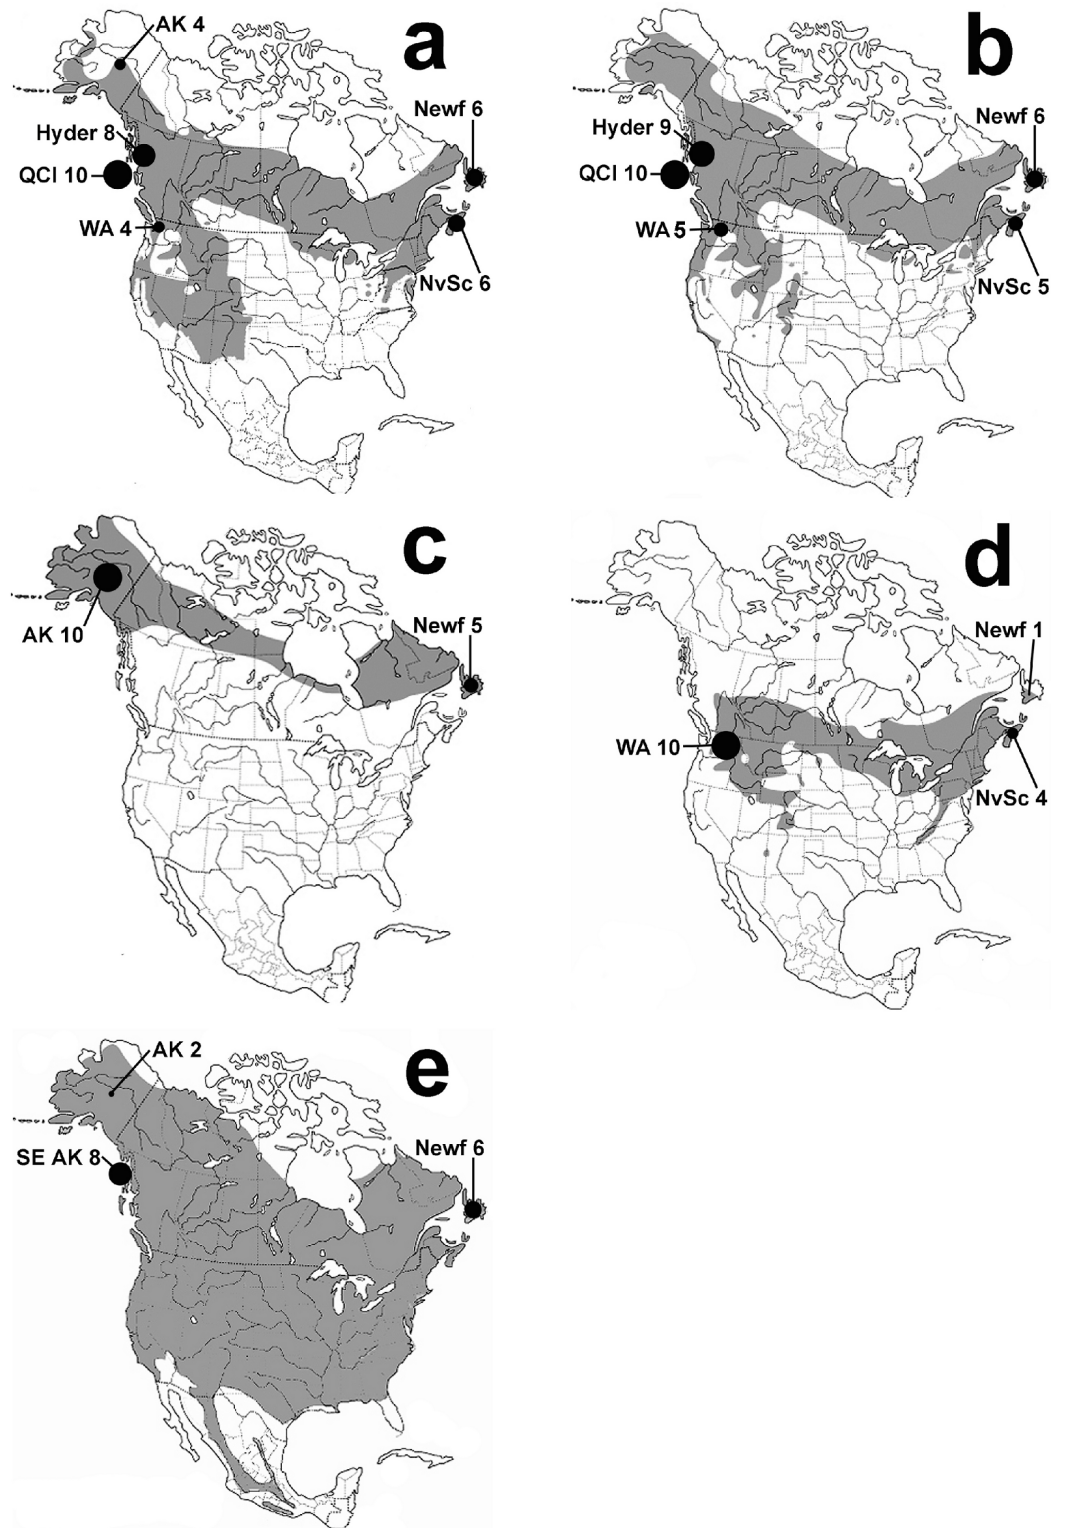 a
AK 4
Newf 6
Hyder 8
QCI 10
WA 4
NvSc 6
b
Newf 6
Hyder 9
QCI 10
WA 5
NvSc 5
c
AK 10
Newf 5
d
Newf 1
WA 10
NvSc 4
e
AK 2
Newf 6
SE AK 8